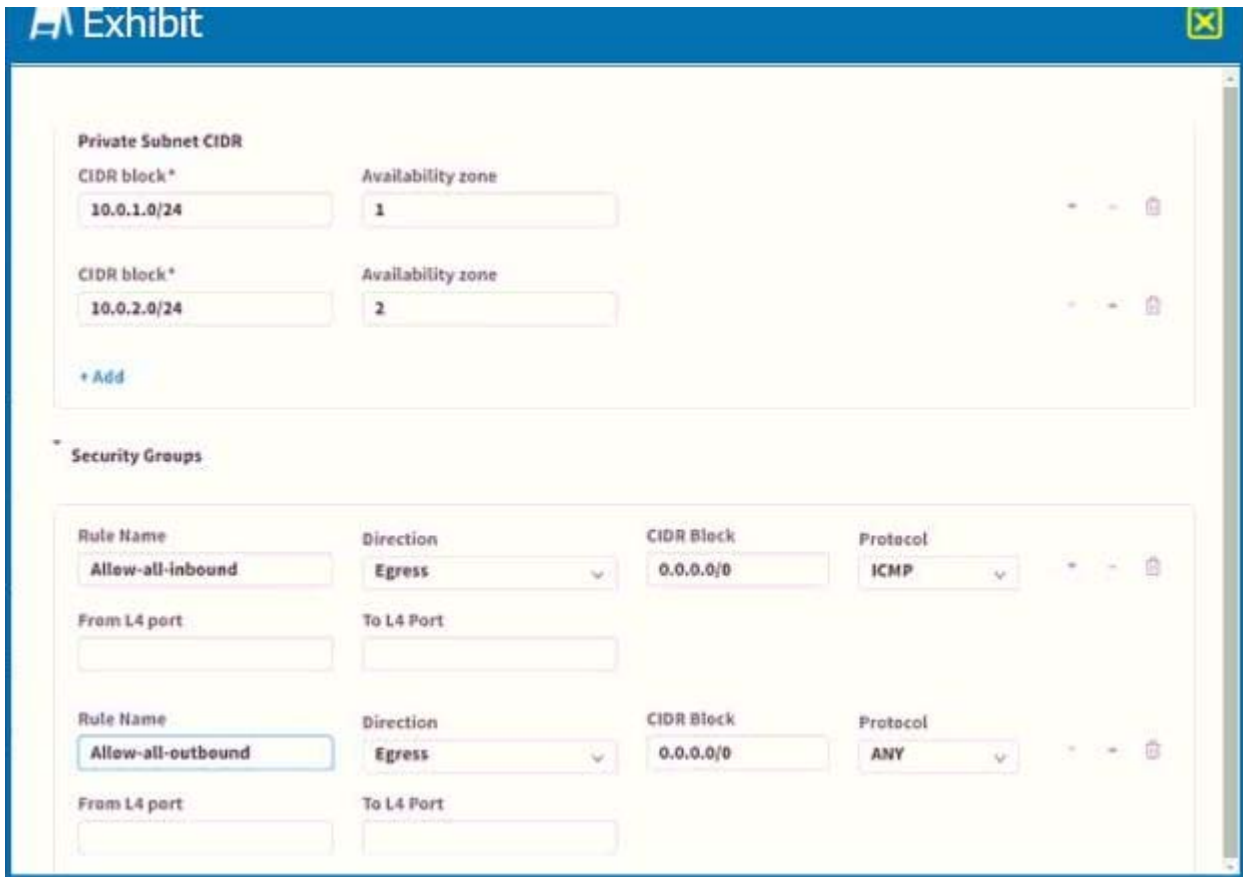 Exhibit
Private Subnet CIDR
CIDR block* Availability zone
10.0.1.0/24 1
CIDR block* Availability zone
10.0.2.0/24 2
+ Add
Security Groups
Rule Name Direction CIDR Block Protocol
Allow-all-inbound Egress 0.0.0.0/0 ICMP
From L4 port To L4 Port
Rule Name Direction CIDR Block Protocol
Allow-all-outbound Egress 0.0.0.0/0 ANY
From L4 port To L4 Port